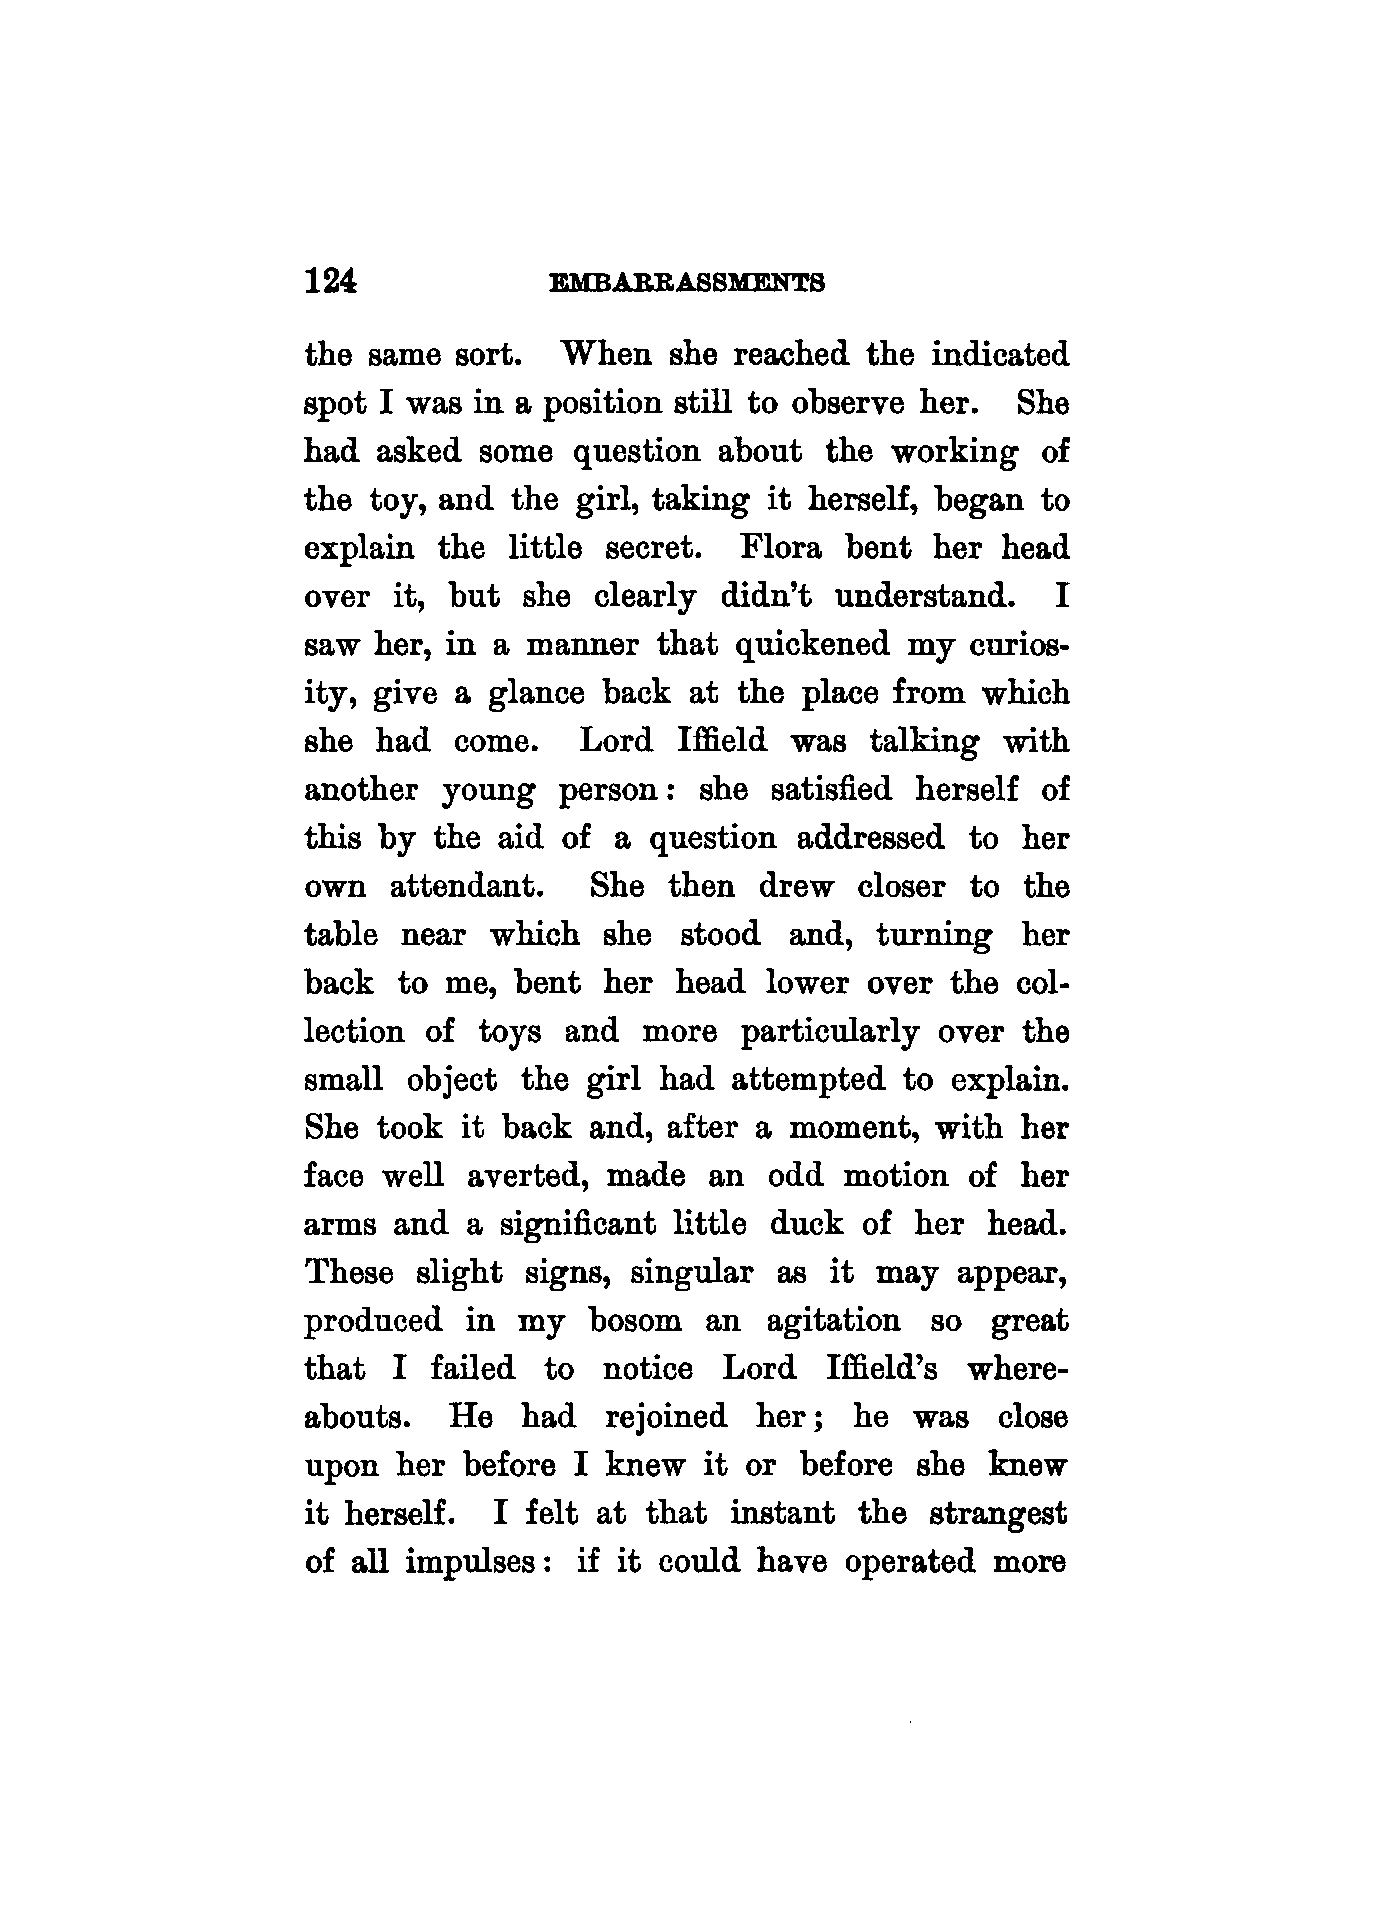 124 EMBARRASSMENTS
the same sort. When she reached the indicated
spot I was in a position still to observe her. She
had asked some question about the working of
the toy, and the girl, taking it herself, began to
explain the little secret. Flora bent her head
over it, but she clearly didn't understand. I
saw her, in a manner that quickened my curios-
ity, give a glance back at the place from which
she had come. Lord Iffield was talking with
another young person: she satisfied herself of
this by the aid of a question addressed to her
own attendant. She then drew closer to the
table near which she stood and, turning her
back to me, bent her head lower over the col-
lection of toys and more particularly over the
small object the girl had attempted to explain.
She took it back and, after a moment, with her
face well averted, made an odd motion of her
arms and a significant little duck of her head.
These slight signs, singular as it may appear,
produced in my bosom an agitation so great
that I failed to notice Lord Iffield's where-
abouts. He had rejoined her; he was close
upon her before I knew it or before she knew
it herself. I felt at that instant the strangest
of all impulses: if it could have operated more